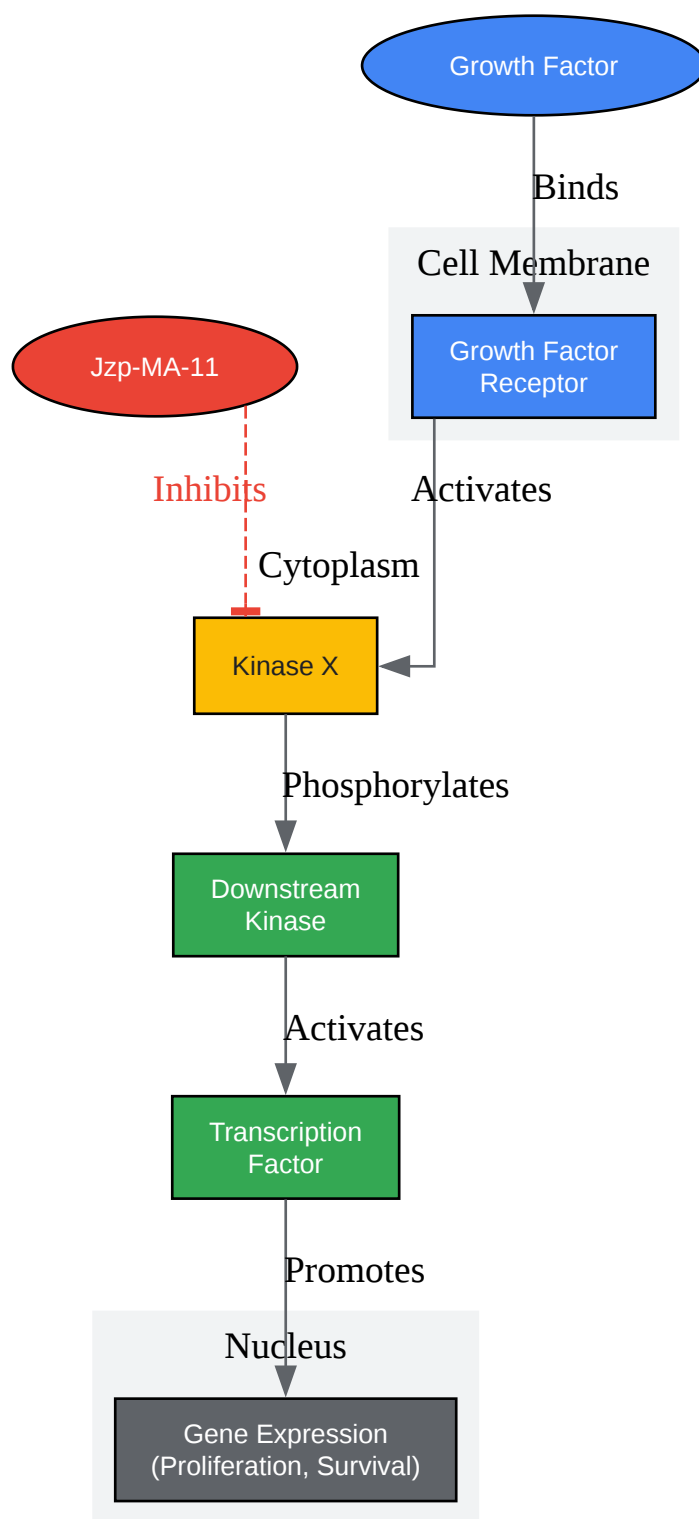 Growth Factor
Binds
Cell Membrane
Growth Factor
Receptor
Jzp-MA-11
Inhibits
Activates
Cytoplasm
Kinase X
Phosphorylates
Downstream
Kinase
Activates
Transcription
Factor
Promotes
Nucleus
Gene Expression
(Proliferation, Survival)